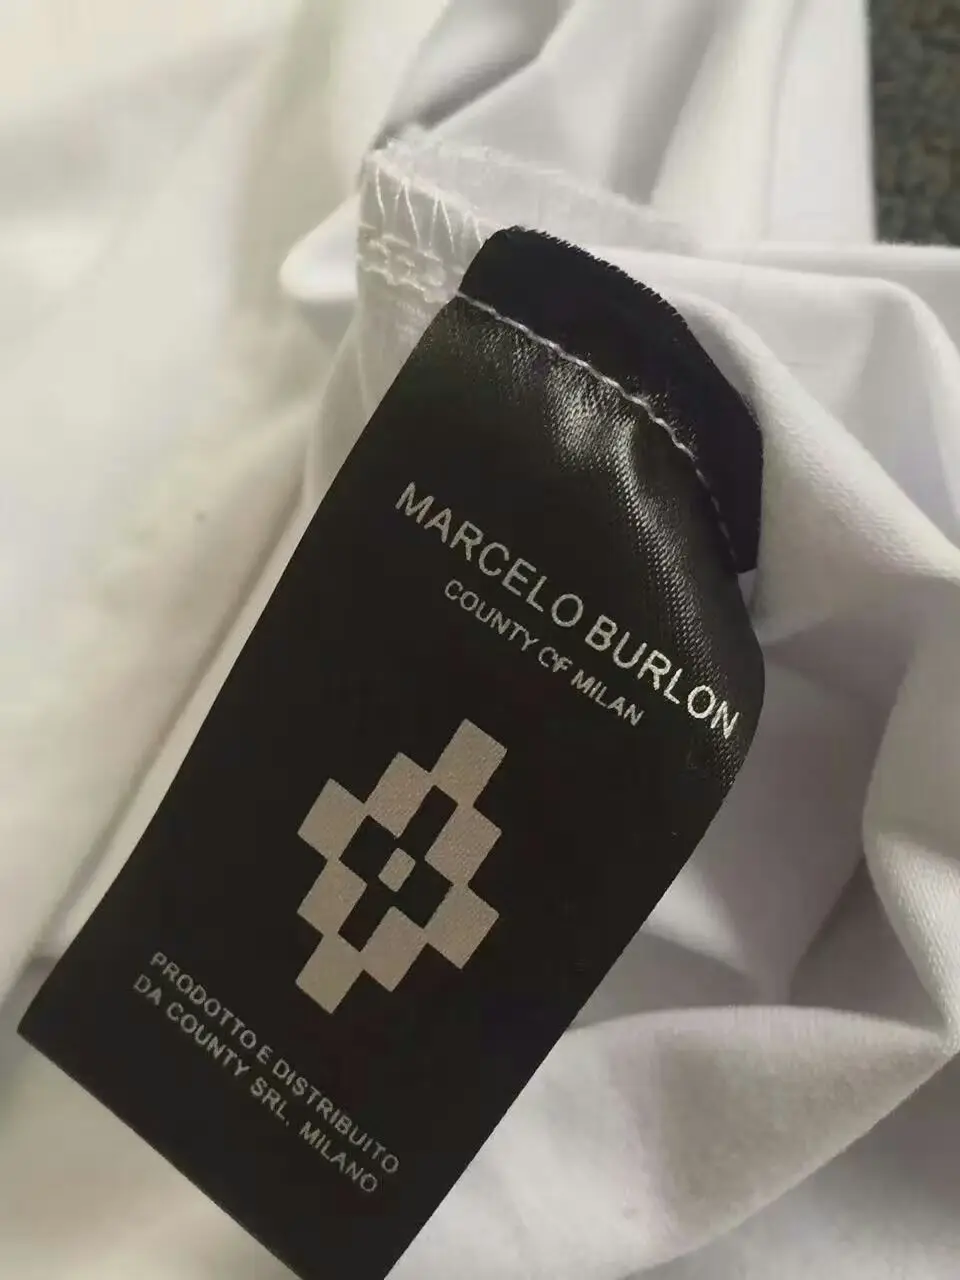 MARCELO BURLON
COUNTY OF MILAN
PRODOTTO E DISTRIBUITO
DA COUNTY SRL. MILANO